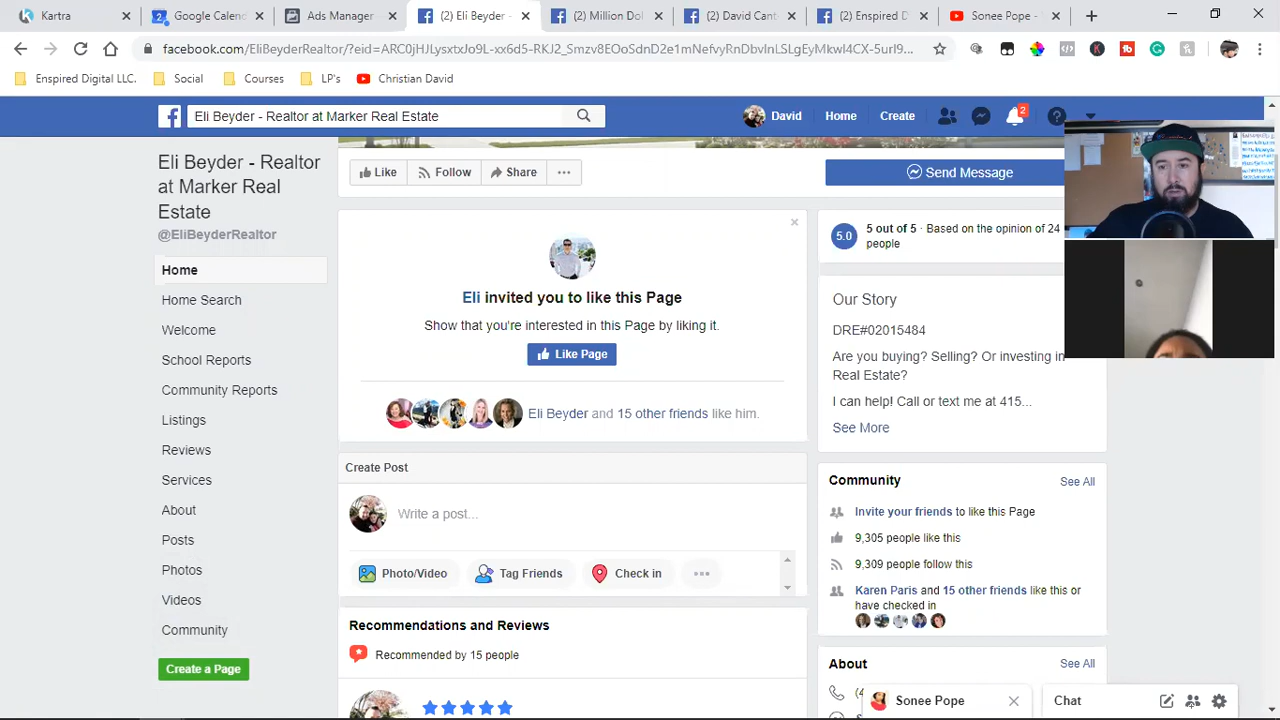 Kartra
Google Calend
Ads Manager -
(2) Eli Beyder -
(2) Million Dol
(2) David Cant
(2) Enspired D
Sonee Pope -
facebook.com/EliBeyderRealtor/?eid=
Enspired Digital LLC.
Social
Courses
LP's
Christian David
Eli Beyder - Realtor at Marker Real Estate
David
Home
Create
2
Eli Beyder - Realtor
at Marker Real
Estate
@EliBeyderRealtor
Home
Home Search
Welcome
School Reports
Community Reports
Listings
Reviews
Services
About
Posts
Photos
Videos
Community
Create a Page
Like
Follow
Share
Send Message
Eli invited you to like this Page
Show that you're interested in this Page by liking it.
Like Page
Eli Beyder and 15 other friends like him.
Create Post
Write a post...
Photo/Video
Tag Friends
Check in
Recommendations and Reviews
Recommended by 15 people
5.0
5 out of 5 · Based on the opinion of 24
people
Our Story
DRE#02015484
Are you buying? Selling? Or investing in
Real Estate?
I can help! Call or text me at 415...
See More
Community
See All
Invite your friends to like this Page
9,305 people like this
9,309 people follow this
Karen Paris and 15 other friends like this or
have checked in
About
See All
Sonee Pope
Chat